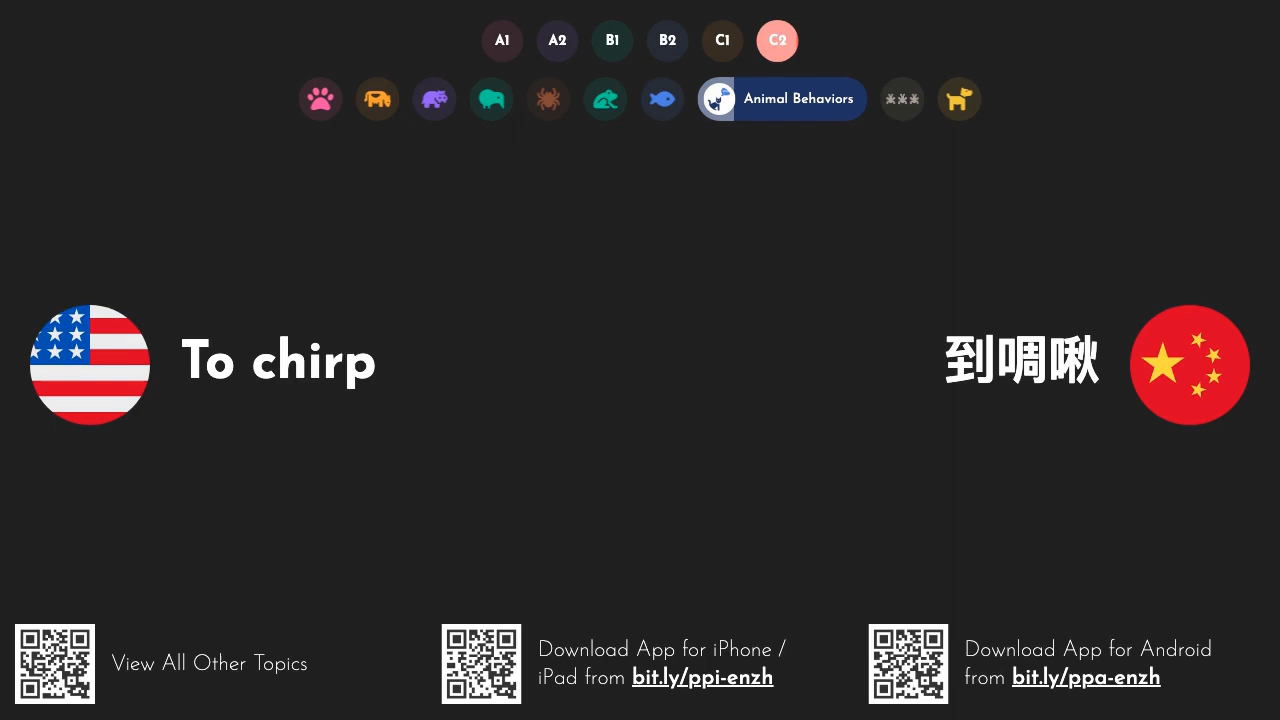 A1 A2 B1 B2 C1 C2
Animal Behaviors
To chirp
到啁啾
View All Other Topics
Download App for iPhone /
iPad from bit.ly/ppi-enzh
Download App for Android
from bit.ly/ppa-enzh